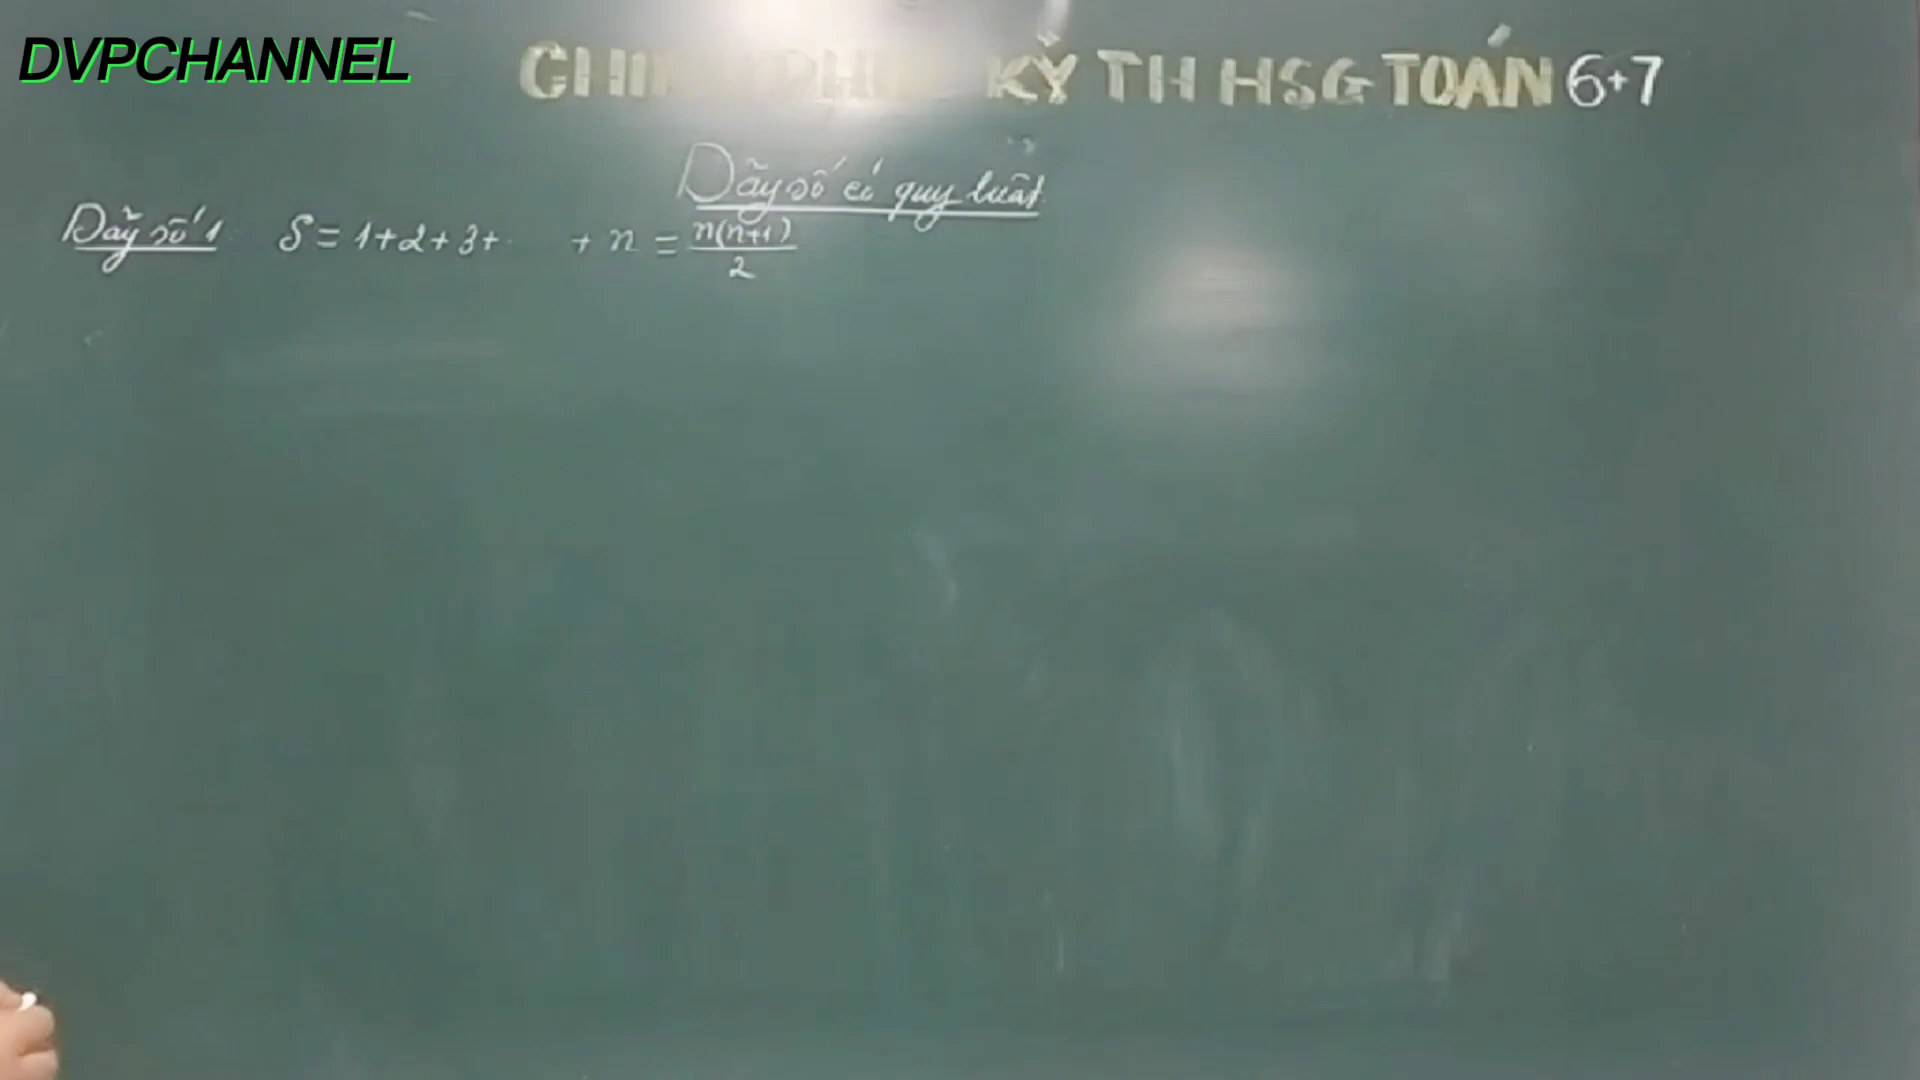 DVPCHANNEL
KỲ TH HSG TOÁN 6+7
Dãy số có quy luật
Dãy số 1 S = 1+2+3+ + n = n(n+1)/2